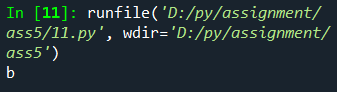 In [11]: runfile('D:/py/assignment/
ass5/11.py', wdir='D:/py/assignment/
ass5')
b